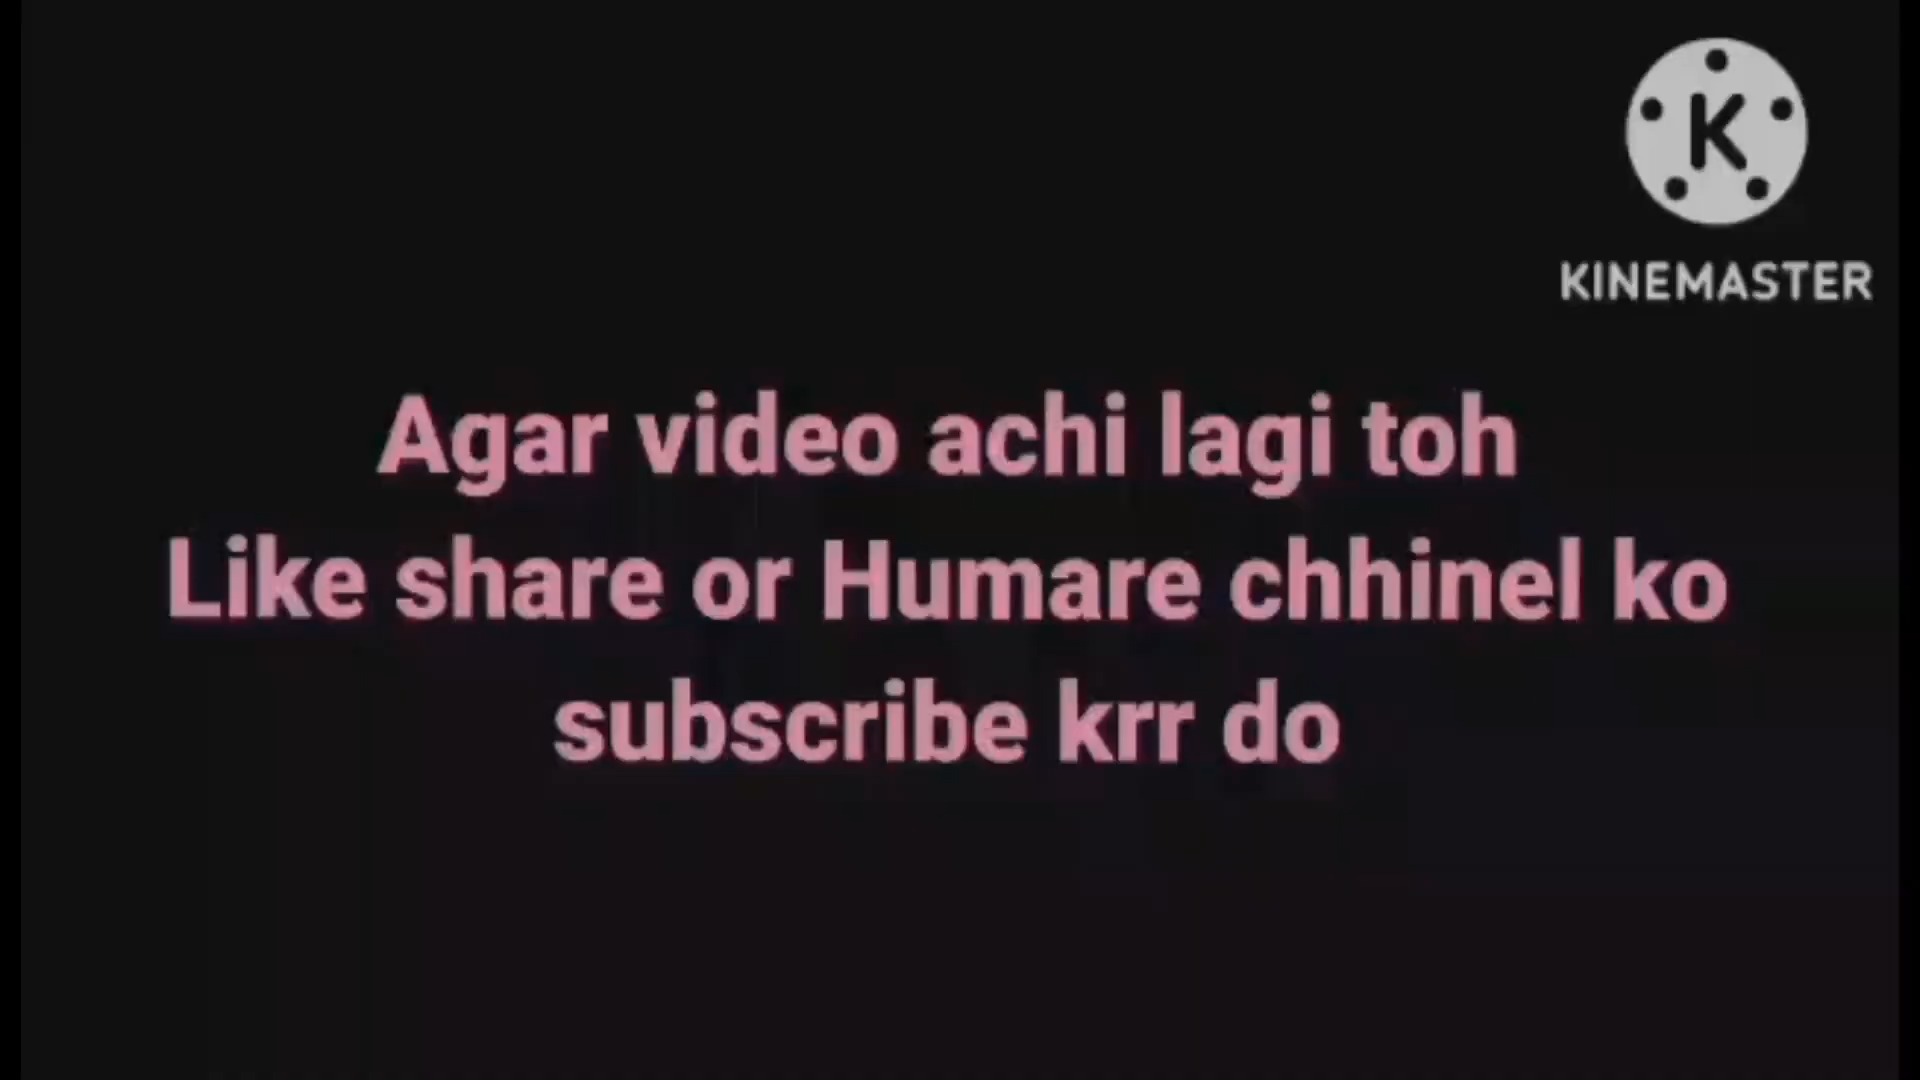 K
KINEMASTER
Agar video achi lagi toh
Like share or Humare chhinel ko
subscribe krr do